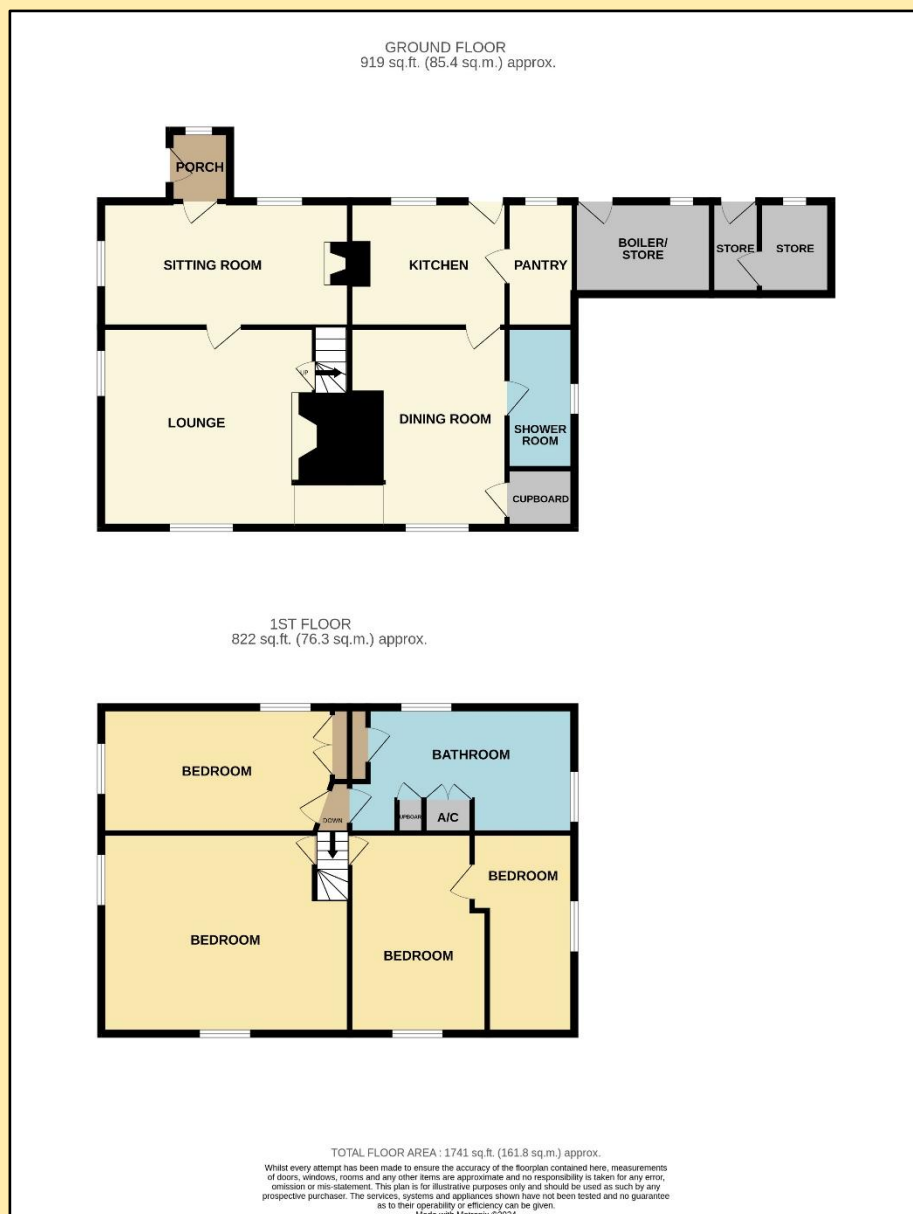 GROUND FLOOR
919 sq.ft. (85.4 sq.m.) approx.
PORCH
SITTING ROOM
KITCHEN
PANTRY
BOILER/
STORE
STORE
STORE
UP
LOUNGE
DINING ROOM
SHOWER
ROOM
CUPBOARD
1ST FLOOR
822 sq.ft. (76.3 sq.m.) approx.
BEDROOM
BATHROOM
DOWN
A/C
BEDROOM
BEDROOM
BEDROOM
TOTAL FLOOR AREA : 1741 sq.ft. (161.8 sq.m.) approx.
Whilst every attempt has been made to ensure the accuracy of the floorplan contained here, measurements
of doors, windows, rooms and any other items are approximate and no responsibility is taken for any error,
omission or mis-statement. This plan is for illustrative purposes only and should be used as such by any
prospective purchaser. The services, systems and appliances shown have not been tested and no guarantee
as to their operability or efficiency can be given.
Made with Metropix ©2024